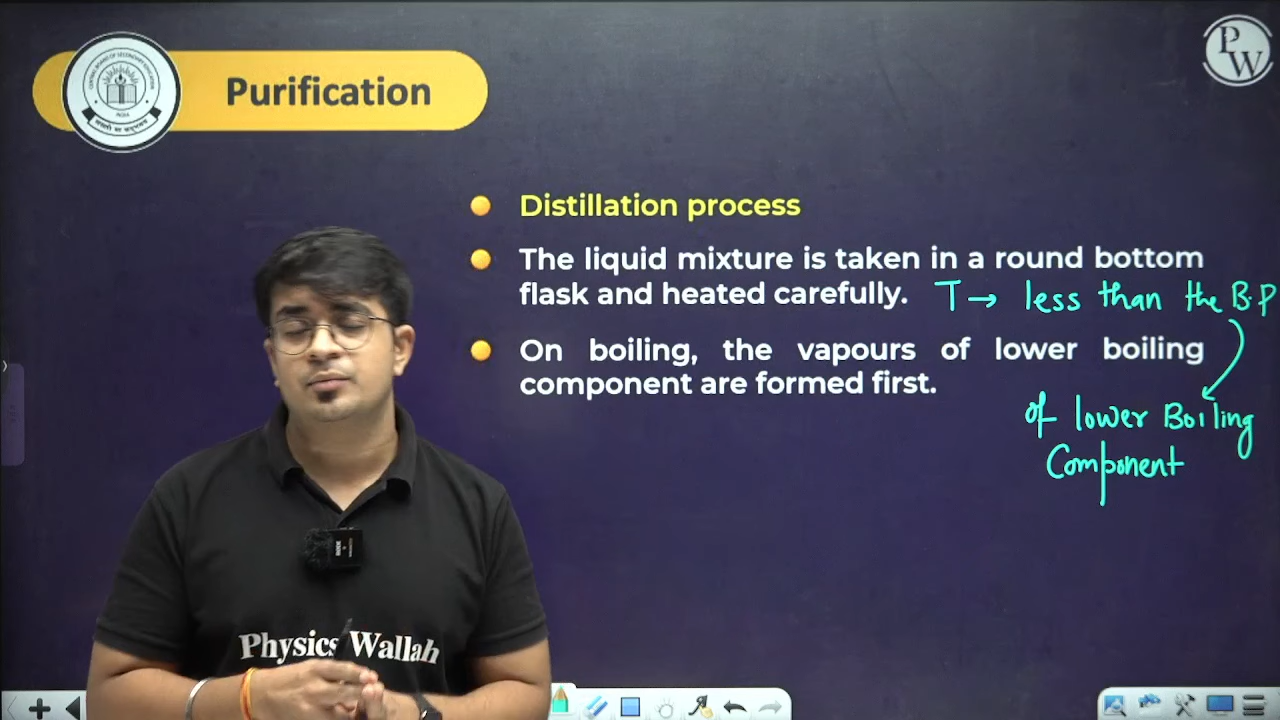 Purification
P
W
Distillation process
The liquid mixture is taken in a round bottom
flask and heated carefully. T → less than the B.P
On boiling, the vapours of lower boiling
component are formed first.
of lower Boiling
Component
Physics Wallah